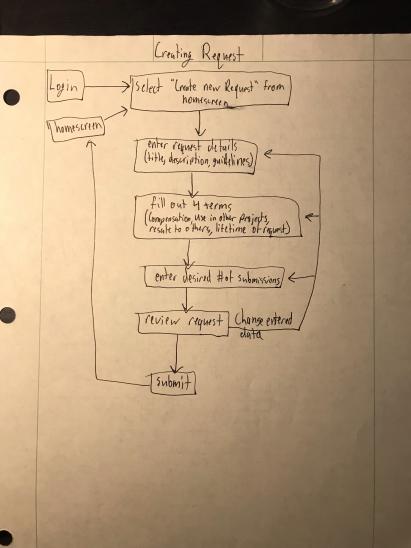 Creating Request
Login
select "Create new Request" from
homescreen
homescreen
enter request details
(title, description, guidelines)
fill out 4 terms
(compensation, use in other projects,
resale to others, lifetime of request)
enter desired # of submissions
review request
Change entered
data
submit